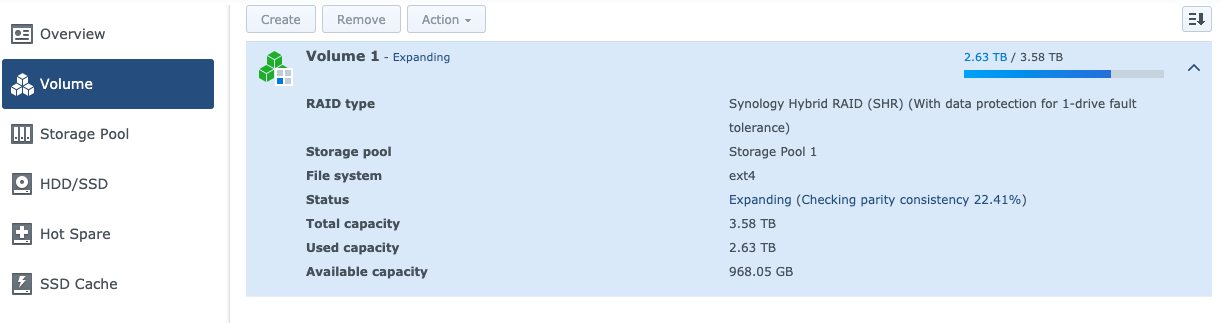 Overview
Volume
Storage Pool
HDD/SSD
Hot Spare
SSD Cache
Create Remove Action
Volume 1 - Expanding 2.63 TB / 3.58 TB
RAID type Synology Hybrid RAID (SHR) (With data protection for 1-drive fault
tolerance)
Storage pool Storage Pool 1
File system ext4
Status Expanding (Checking parity consistency 22.41%)
Total capacity 3.58 TB
Used capacity 2.63 TB
Available capacity 968.05 GB